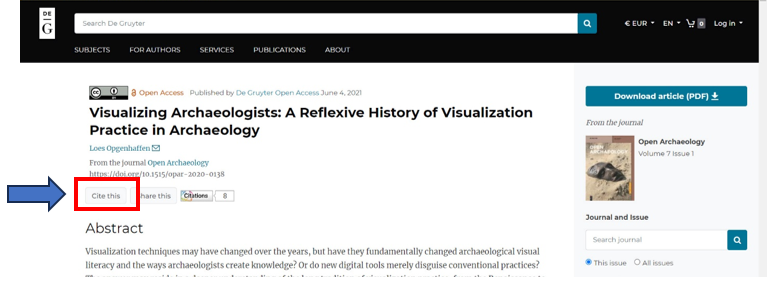 DE
G
Search De Gruyter
€ EUR EN 0 Log in
SUBJECTS FOR AUTHORS SERVICES PUBLICATIONS ABOUT
cc Open Access Published by De Gruyter Open Access June 4, 2021
Visualizing Archaeologists: A Reflexive History of Visualization
Practice in Archaeology
Loes Opgenhaffen
From the journal Open Archaeology
https://doi.org/10.1515/opar-2020-0138
Cite this Share this Citations 8
Abstract
Visualization techniques may have changed over the years, but have they fundamentally changed archaeological visual
literacy and the ways archaeologists create knowledge? Or do new digital tools merely disguise conventional practices?
Download article (PDF)
From the journal
OPEN
ARCHAEOLOGY
Open Archaeology
Volume 7 Issue 1
Journal and Issue
Search journal
This issue All issues